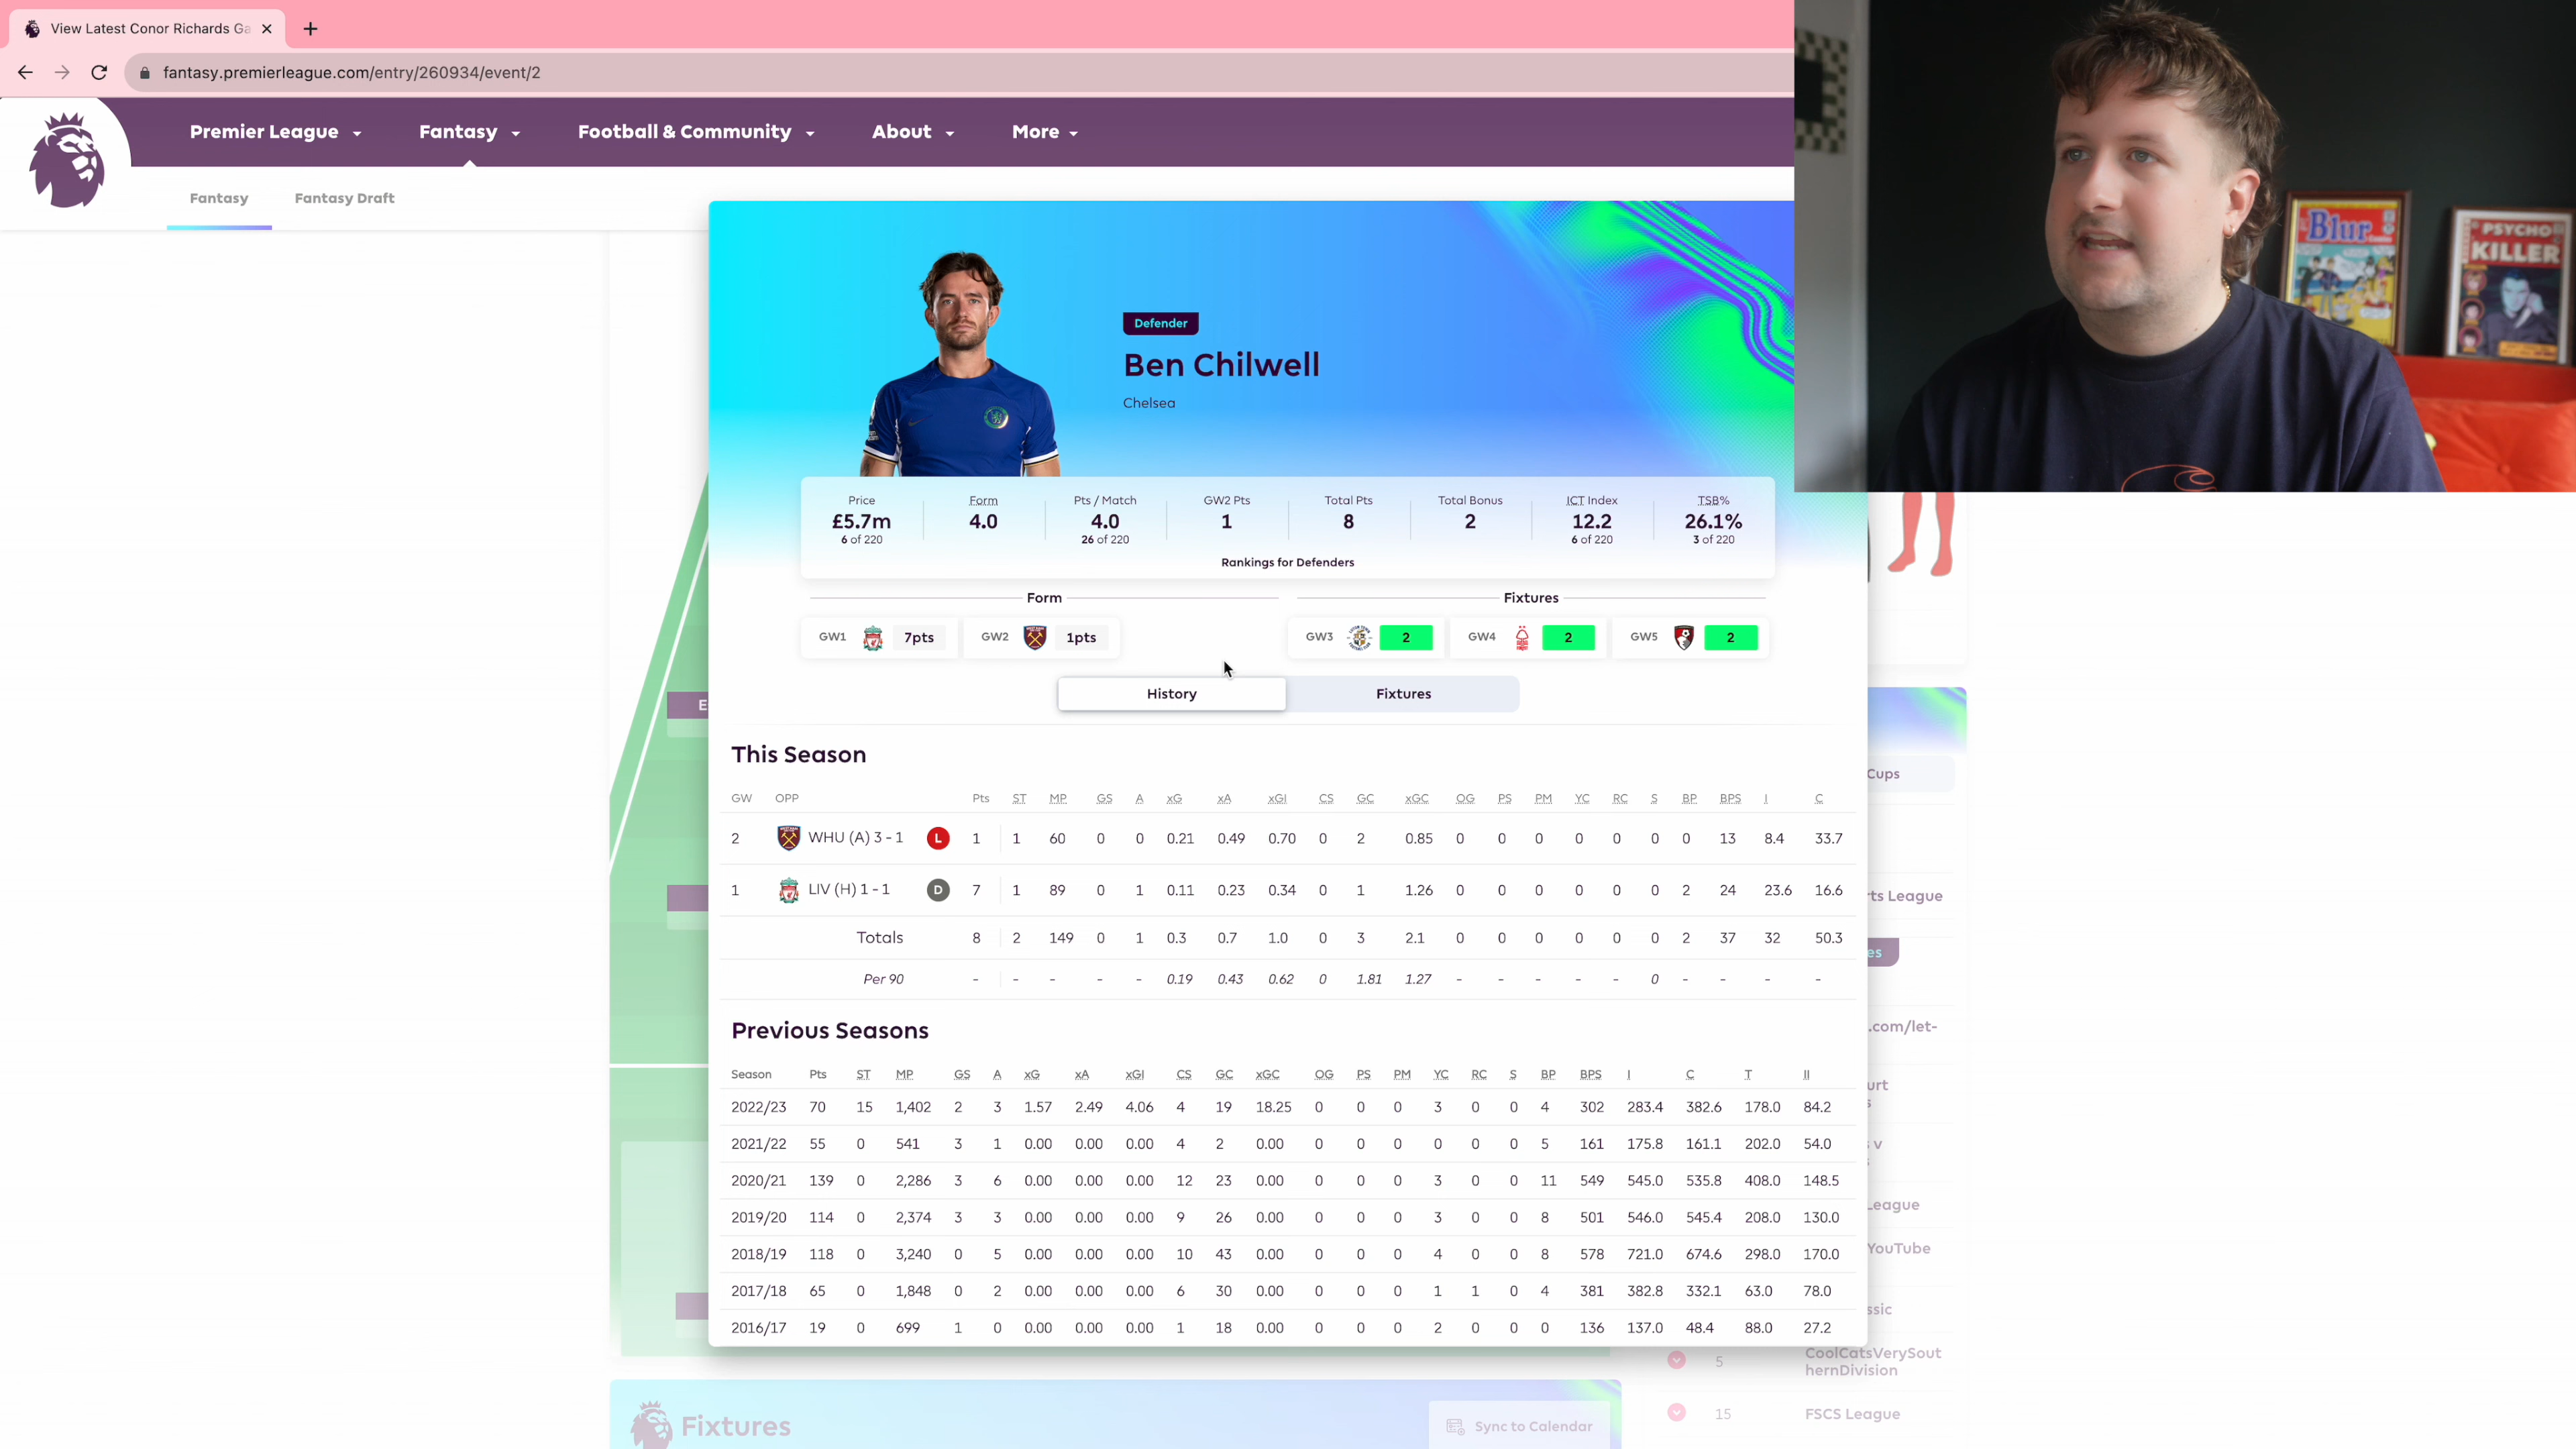 View Latest Conor Richards Ga
fantasy.premierleague.com/entry/260934/event/2
Premier League Fantasy Football & Community About More
Fantasy Fantasy Draft
Blur
PSYCHO
KILLER
Defender
Ben Chilwell
Chelsea
Price Form Pts / Match GW2 Pts Total Pts Total Bonus ICT Index TSB%
£5.7m 4.0 4.0 1 8 2 12.2 26.1%
6 of 220 26 of 220 6 of 220 3 of 220
Rankings for Defenders
Form Fixtures
GW1 7pts GW2 1pts GW3 2 GW4 2 GW5 2
History Fixtures
E
This Season
Cups
GW OPP Pts ST MP GS A xG xA xGI CS GC xGC OG PS PM YC RC S BP BPS I C
2 WHU (A) 3 - 1 L 1 1 60 0 0 0.21 0.49 0.70 0 2 0.85 0 0 0 0 0 0 0 13 8.4 33.7
1 LIV (H) 1 - 1 D 7 1 89 0 1 0.11 0.23 0.34 0 1 1.26 0 0 0 0 0 0 2 24 23.6 16.6
ts League
Totals 8 2 149 0 1 0.3 0.7 1.0 0 3 2.1 0 0 0 0 0 0 2 37 32 50.3
es
Per 90 - - - - - 0.19 0.43 0.62 0 1.81 1.27 - - - - - 0 - - - -
Previous Seasons
.com/let-
Season Pts ST MP GS A xG xA xGI CS GC xGC OG PS PM YC RC S BP BPS I C T II
urt
2022/23 70 15 1,402 2 3 1.57 2.49 4.06 4 19 18.25 0 0 0 3 0 0 4 302 283.4 382.6 178.0 84.2
2021/22 55 0 541 3 1 0.00 0.00 0.00 4 2 0.00 0 0 0 0 0 0 5 161 175.8 161.1 202.0 54.0
v
2020/21 139 0 2,286 3 6 0.00 0.00 0.00 12 23 0.00 0 0 0 3 0 0 11 549 545.0 535.8 408.0 148.5
2019/20 114 0 2,374 3 3 0.00 0.00 0.00 9 26 0.00 0 0 0 3 0 0 8 501 546.0 545.4 208.0 130.0
League
2018/19 118 0 3,240 0 5 0.00 0.00 0.00 10 43 0.00 0 0 0 4 0 0 8 578 721.0 674.6 298.0 170.0
YouTube
2017/18 65 0 1,848 0 2 0.00 0.00 0.00 6 30 0.00 0 0 0 1 1 0 4 381 382.8 332.1 63.0 78.0
ssic
2016/17 19 0 699 1 0 0.00 0.00 0.00 1 18 0.00 0 0 0 2 0 0 0 136 137.0 48.4 88.0 27.2
5 CoolCatsVerySout
hernDivision
15 FSCS League
Fixtures
Sync to Calendar